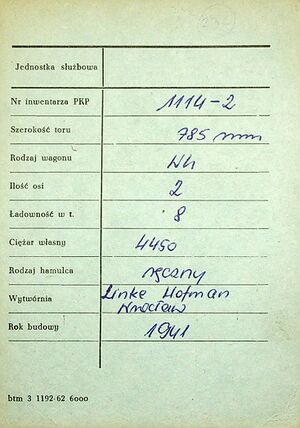 Jednostka służbowa
Nr inwentarza PKP 1114-2
Szerokość toru 785 mm
Rodzaj wagonu
Ilość osi 2
Ładowność w t. 8
Ciężar własny 4450
Rodzaj hamulca ręczny
Wytwórnia Linke Hofman
Wrocław
Rok budowy 1941
btm 3 1192-62 6000